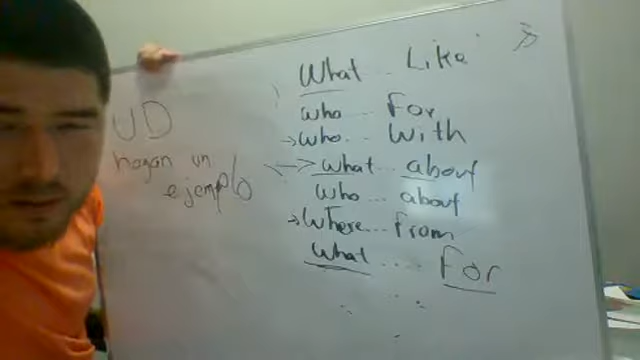 UD
hagan un
ejemplo
What .. Like
who ... For
→ who... With
→ what... about
who ... about
→ Where... from
What .... For